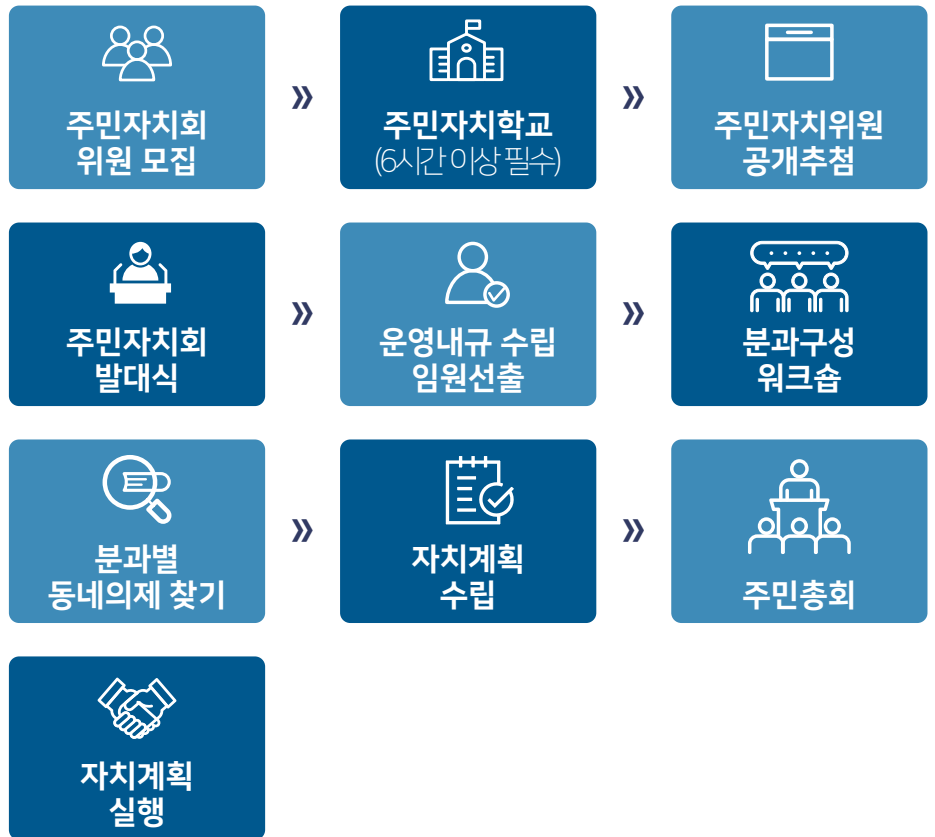 주민자치회
위원 모집
»
주민자치학교
(6시간 이상 필수)
»
주민자치위원
공개추첨
주민자치회
발대식
»
운영내규 수립
임원선출
»
분과구성
워크숍
분과별
동네의제 찾기
»
자치계획
수립
»
주민총회
자치계획
실행